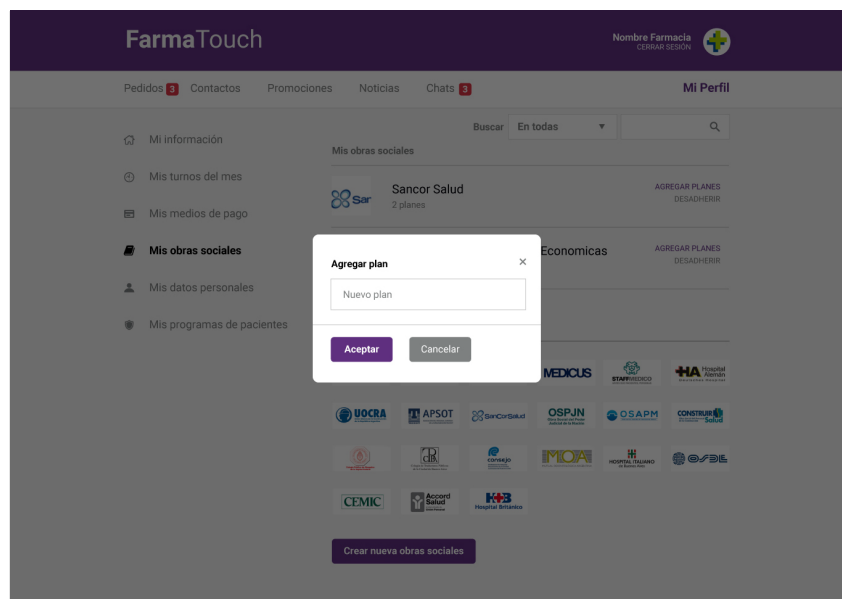 FarmaTouch
Nombre Farmacia
CERRAR SESIÓN
Pedidos 3 Contactos Promociones Noticias Chats 3 Mi Perfil
Mi información
Mis turnos del mes
Mis medios de pago
Mis obras sociales
Mis datos personales
Mis programas de pacientes
Buscar En todas
Mis obras sociales
Sar
Sancor Salud
2 planes
AGREGAR PLANES
DESADHERIR
Economicas
AGREGAR PLANES
DESADHERIR
Agregar plan ×
Nuevo plan
Aceptar Cancelar
MEDICUS STAFF MEDICO HA Hospital Alemán
UOCRA APSOT SanCorSalud OSPJN OSAPM CONSTRUIR Salud
consejo HOSPITAL ITALIANO OSDE
CEMIC Accord Salud HB Hospital Británico
Crear nueva obras sociales